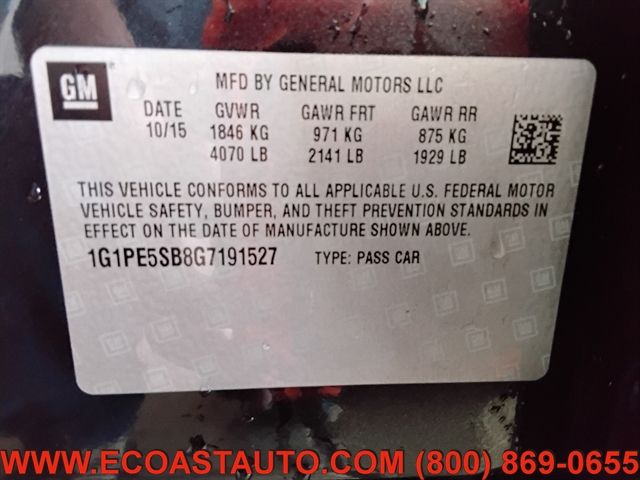 GM
MFD BY GENERAL MOTORS LLC
DATE GVWR GAWR FRT GAWR RR
10/15 1846 KG 971 KG 875 KG
4070 LB 2141 LB 1929 LB
THIS VEHICLE CONFORMS TO ALL APPLICABLE U.S. FEDERAL MOTOR
VEHICLE SAFETY, BUMPER, AND THEFT PREVENTION STANDARDS IN
EFFECT ON THE DATE OF MANUFACTURE SHOWN ABOVE.
1G1PE5SB8G7191527 TYPE: PASS CAR
WWW.ECOASTAUTO.COM (800) 869-0655